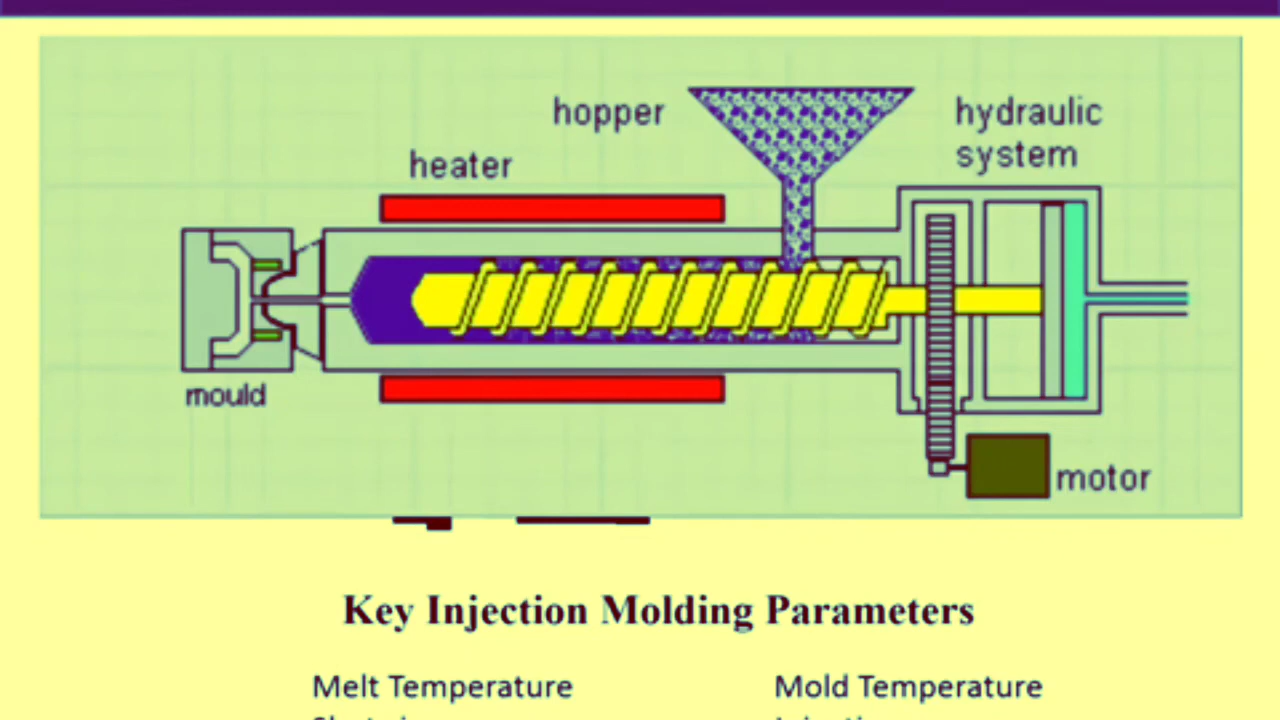 hopper
hydraulic
system
heater
mould
motor
Key Injection Molding Parameters
Melt Temperature
Mold Temperature